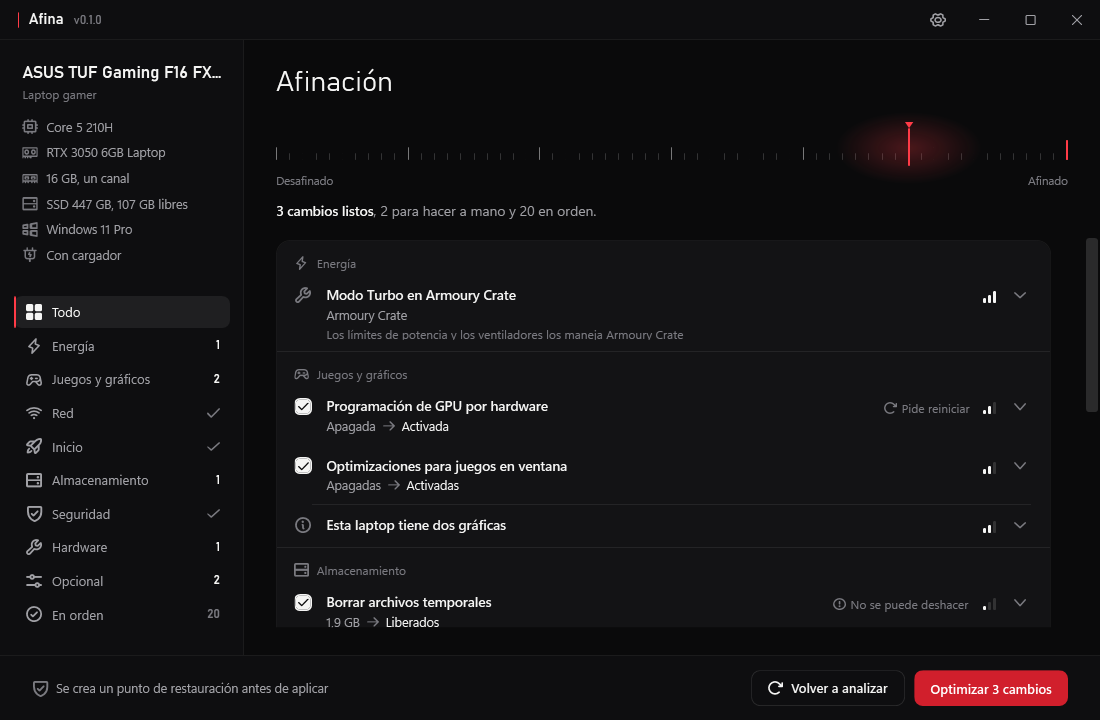 Afina v0.1.0
ASUS TUF Gaming F16 FX...
Laptop gamer
Core 5 210H
RTX 3050 6GB Laptop
16 GB, un canal
SSD 447 GB, 107 GB libres
Windows 11 Pro
Con cargador
Todo
Energía 1
Juegos y gráficos 2
Red
Inicio
Almacenamiento 1
Seguridad
Hardware 1
Opcional 2
En orden 20
Afinación
Desafinado Afinado
3 cambios listos, 2 para hacer a mano y 20 en orden.
Energía
Modo Turbo en Armoury Crate
Armoury Crate
Los límites de potencia y los ventiladores los maneja Armoury Crate
Juegos y gráficos
Programación de GPU por hardware
Pide reiniciar
Apagada → Activada
Optimizaciones para juegos en ventana
Apagadas → Activadas
Esta laptop tiene dos gráficas
Almacenamiento
Borrar archivos temporales
No se puede deshacer
1.9 GB → Liberados
Se crea un punto de restauración antes de aplicar
Volver a analizar
Optimizar 3 cambios